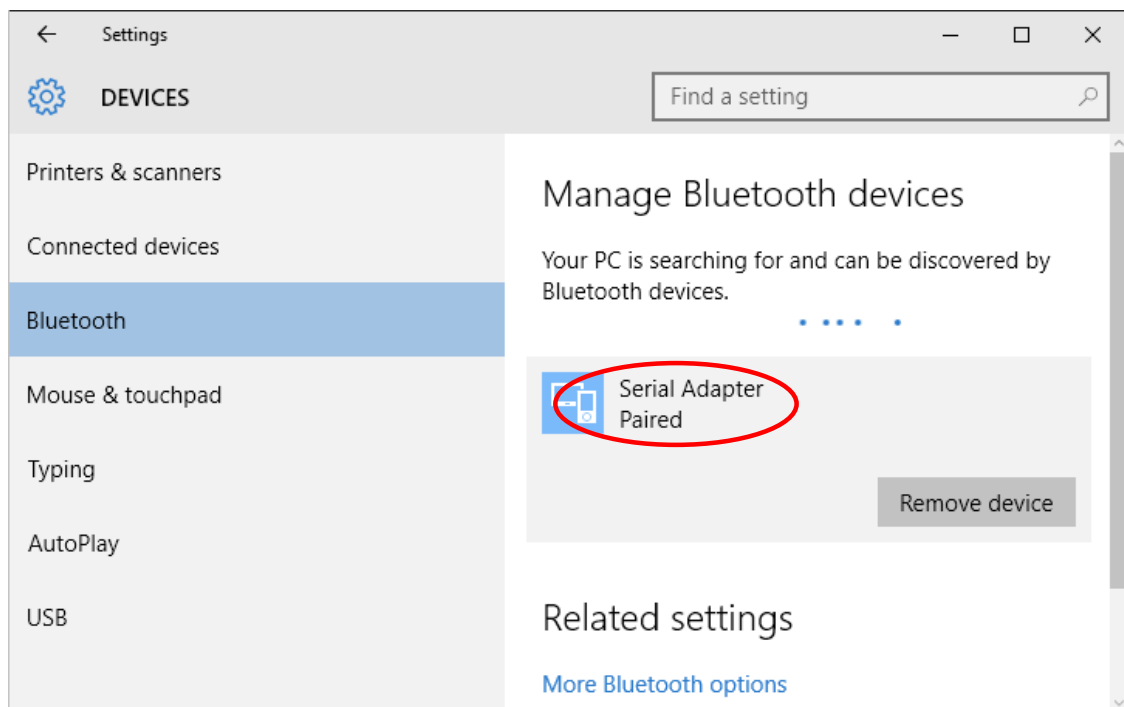 Settings
DEVICES
Find a setting
Printers & scanners
Connected devices
Bluetooth
Mouse & touchpad
Typing
AutoPlay
USB
Manage Bluetooth devices
Your PC is searching for and can be discovered by
Bluetooth devices.
Serial Adapter
Paired
Remove device
Related settings
More Bluetooth options